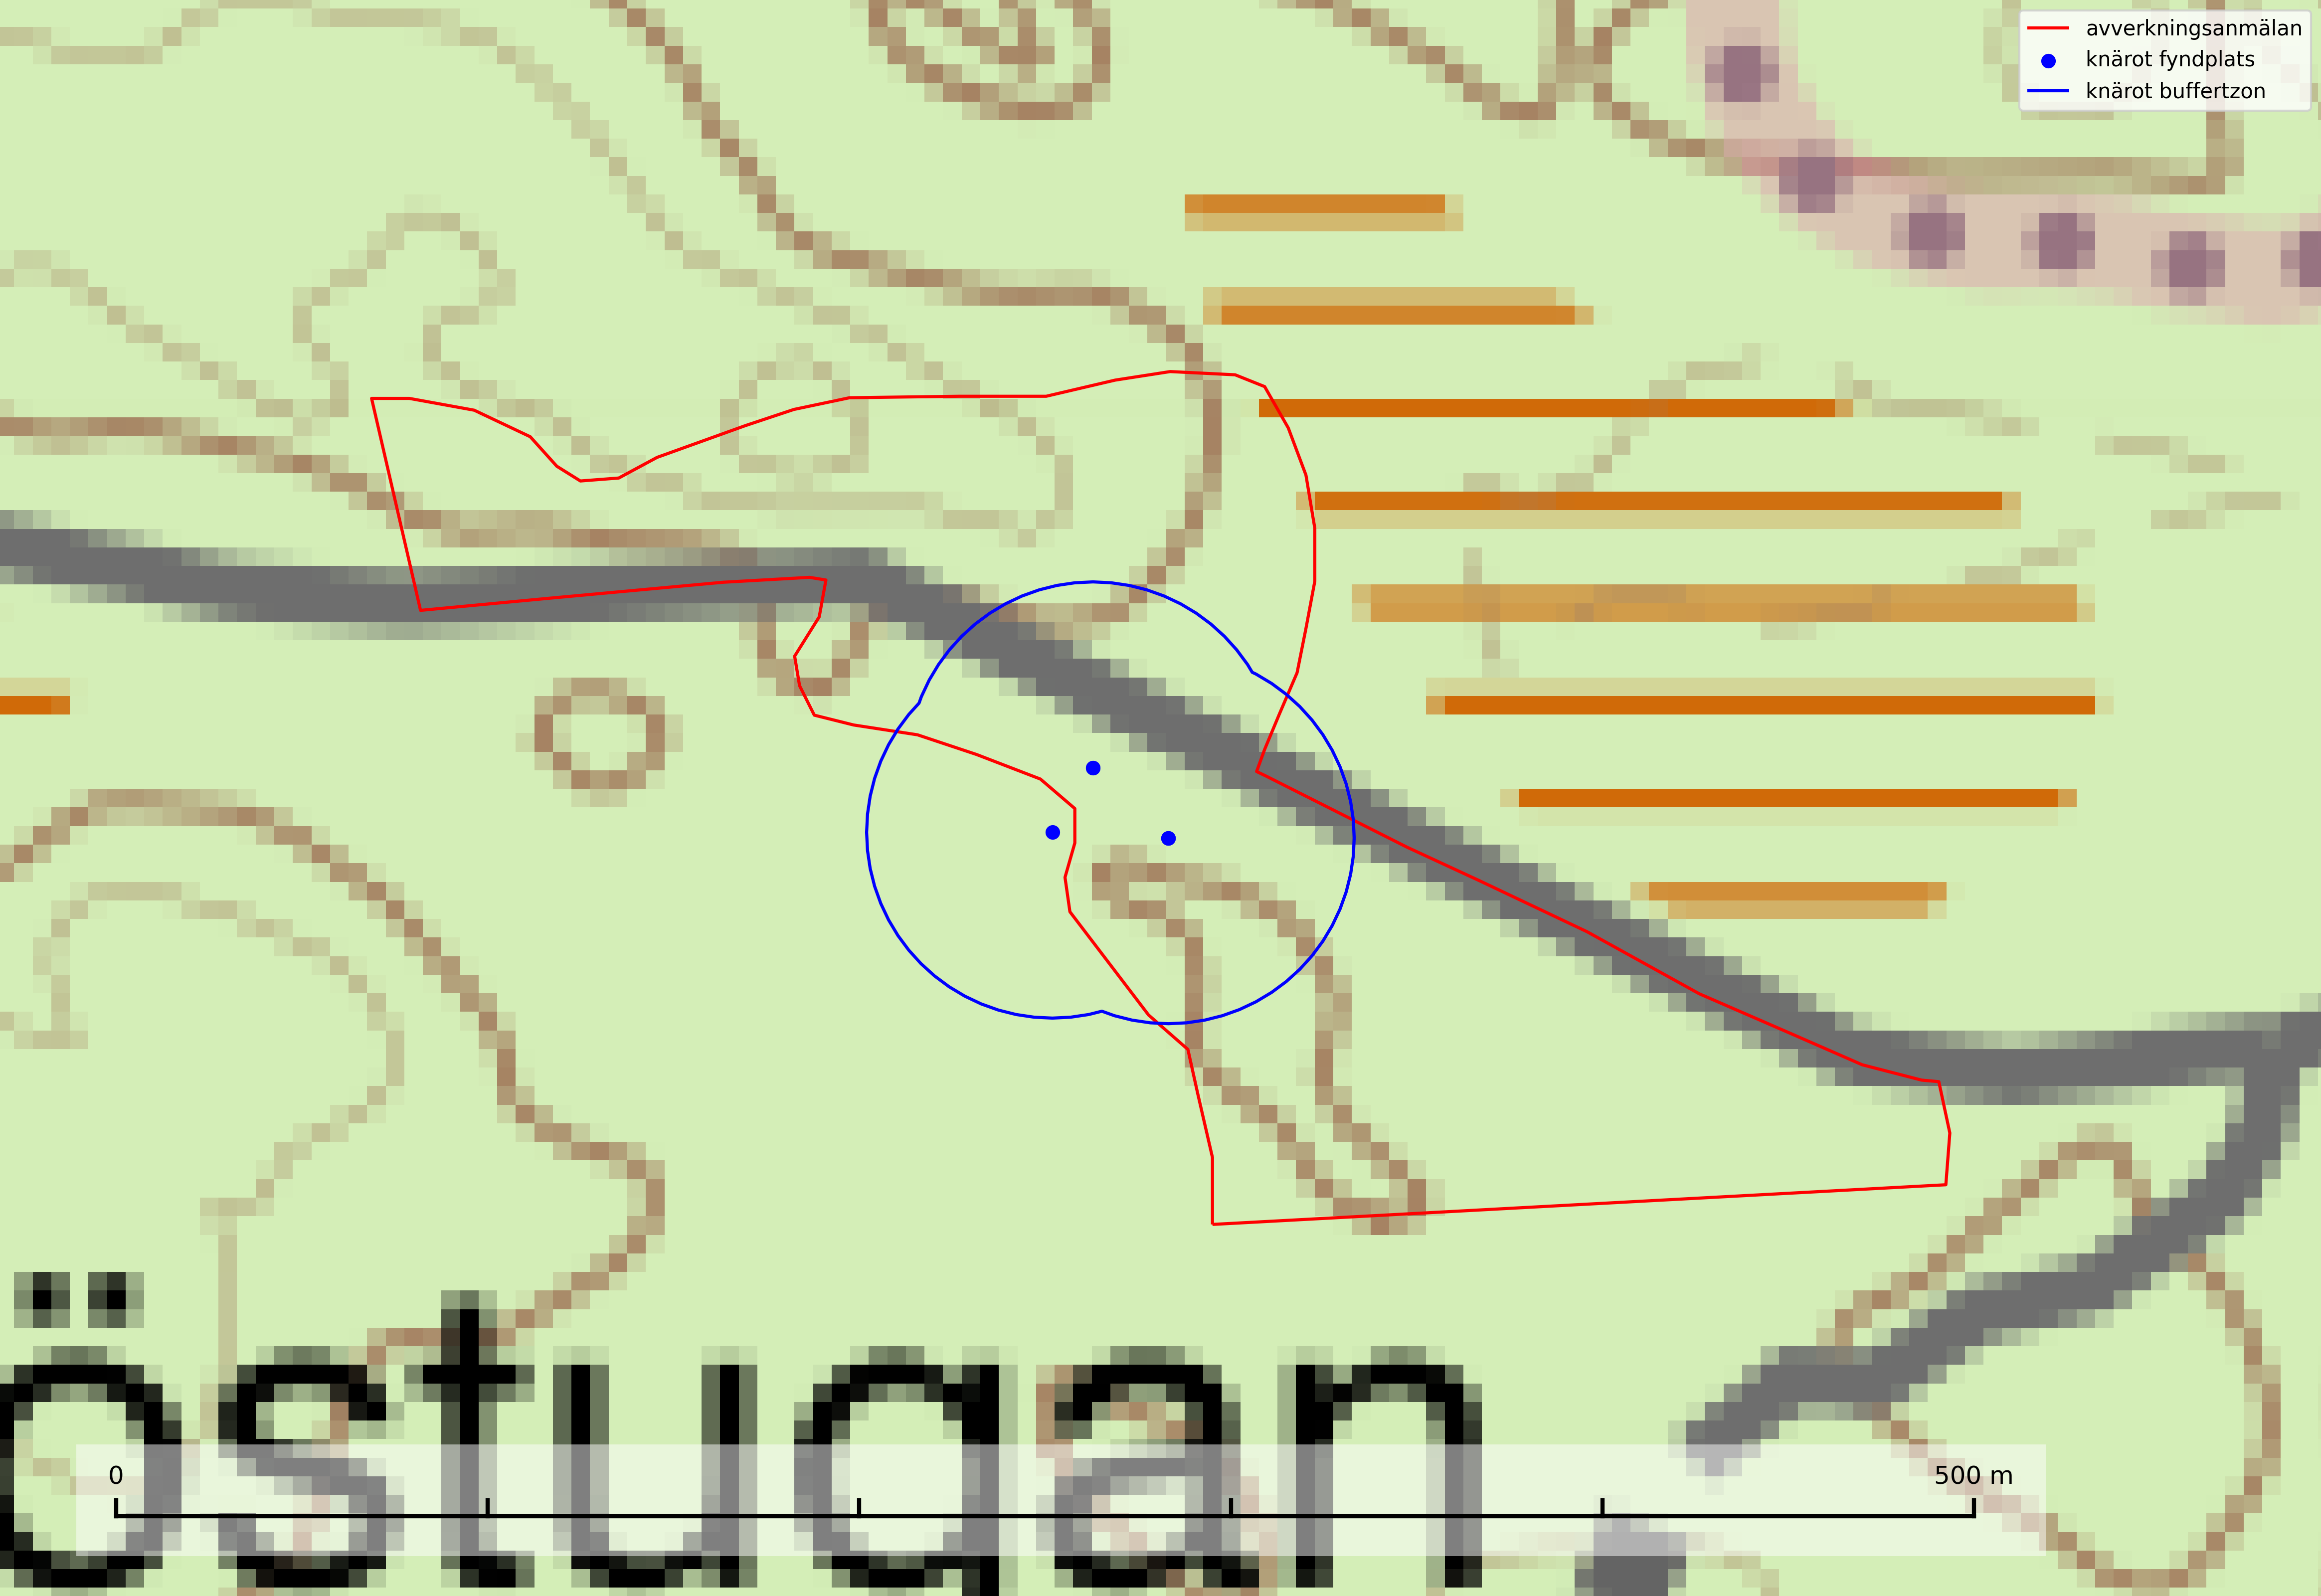 avverkningsanmälan
knärot fyndplats
knärot buffertzon
östugan
0 500 m